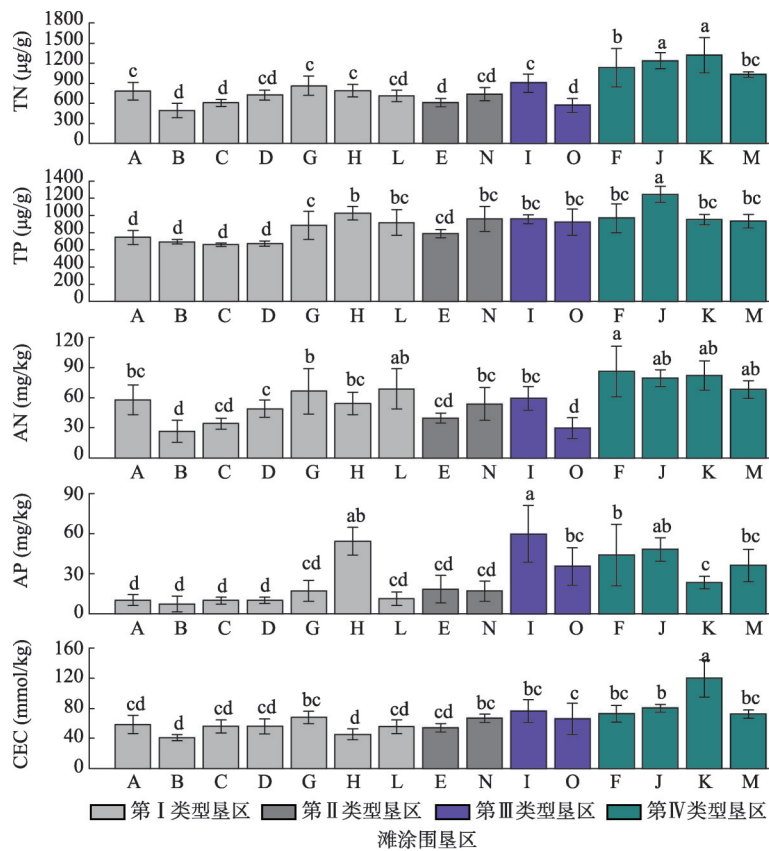 TN (μg/g)
1800
1500
1200
900
600
300
c d d cd c c cd d cd c d b a a bc
A B C D G H L E N I O F J K M
TP (μg/g)
1400
1200
1000
800
600
400
200
0
d d d d c b bc cd bc bc bc bc a bc bc
A B C D G H L E N I O F J K M
AN (mg/kg)
120
90
60
30
0
bc d cd c b bc ab cd bc bc d a ab ab ab
A B C D G H L E N I O F J K M
AP (mg/kg)
90
60
30
0
d d d d cd ab cd cd cd a bc b ab c bc
A B C D G H L E N I O F J K M
CEC (mmol/kg)
160
120
80
40
0
cd d cd cd bc d cd cd bc bc c bc b a bc
A B C D G H L E N I O F J K M
第Ⅰ类型垦区 第Ⅱ类型垦区 第Ⅲ类型垦区 第Ⅳ类型垦区
滩涂围垦区